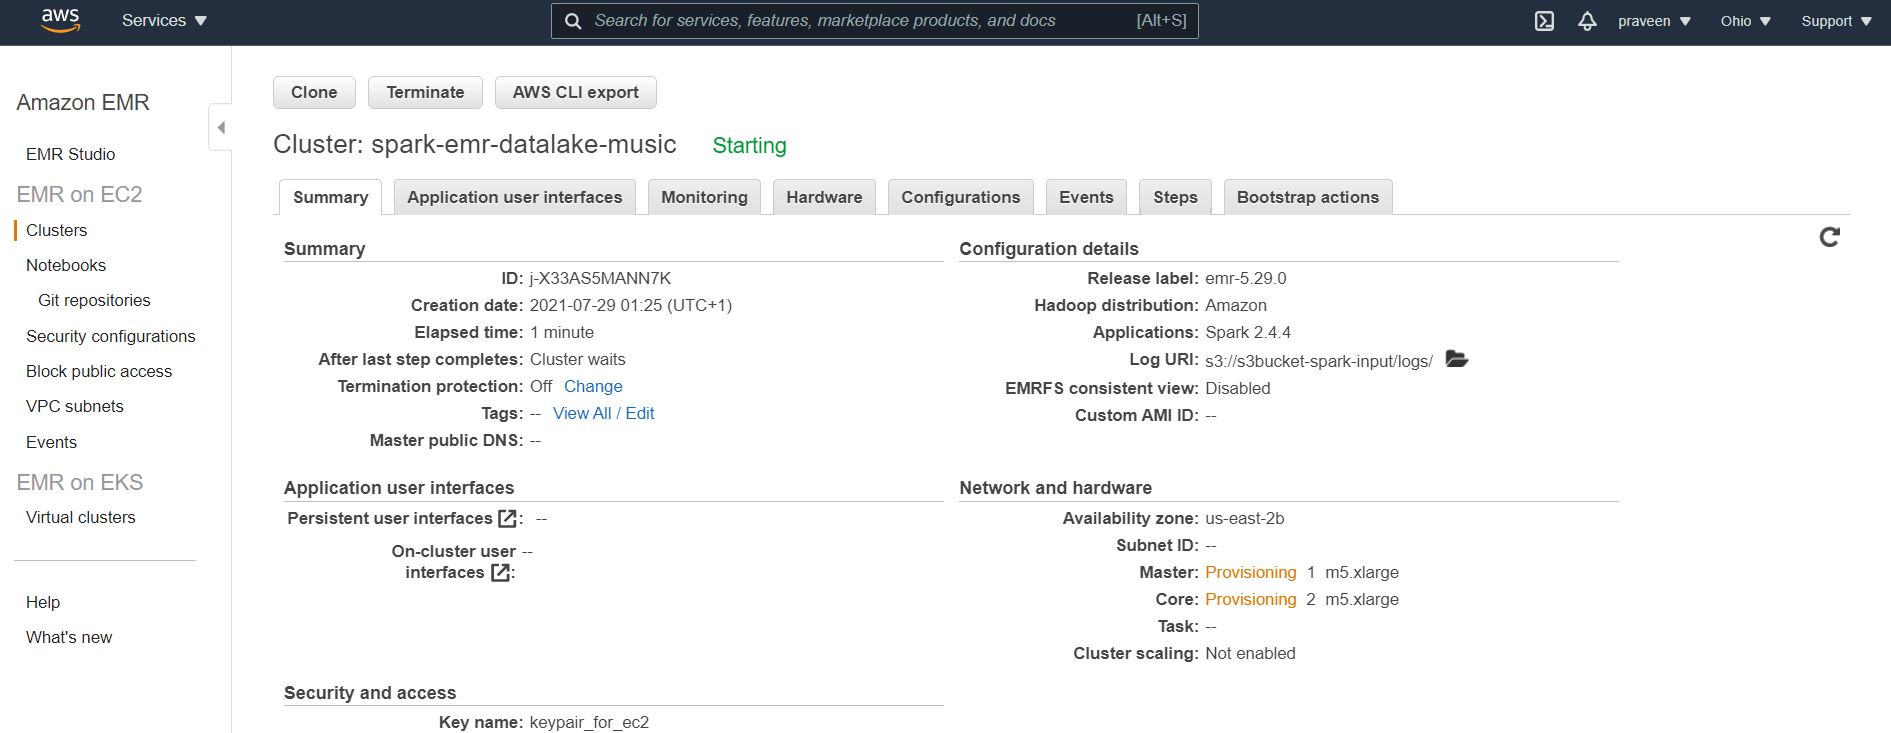 aws Services Search for services, features, marketplace products, and docs [Alt+S] praveen Ohio Support
Amazon EMR
EMR Studio
EMR on EC2
Clusters
Notebooks
Git repositories
Security configurations
Block public access
VPC subnets
Events
EMR on EKS
Virtual clusters
Help
What's new
Clone Terminate AWS CLI export
Cluster: spark-emr-datalake-music Starting
Summary Application user interfaces Monitoring Hardware Configurations Events Steps Bootstrap actions
Summary
ID: j-X33AS5MANN7K
Creation date: 2021-07-29 01:25 (UTC+1)
Elapsed time: 1 minute
After last step completes: Cluster waits
Termination protection: Off Change
Tags: -- View All / Edit
Master public DNS: --
Configuration details
Release label: emr-5.29.0
Hadoop distribution: Amazon
Applications: Spark 2.4.4
Log URI: s3://s3bucket-spark-input/logs/
EMRFS consistent view: Disabled
Custom AMI ID: --
Application user interfaces
Persistent user interfaces : --
On-cluster user --
interfaces :
Network and hardware
Availability zone: us-east-2b
Subnet ID: --
Master: Provisioning 1 m5.xlarge
Core: Provisioning 2 m5.xlarge
Task: --
Cluster scaling: Not enabled
Security and access
Key name: keypair_for_ec2